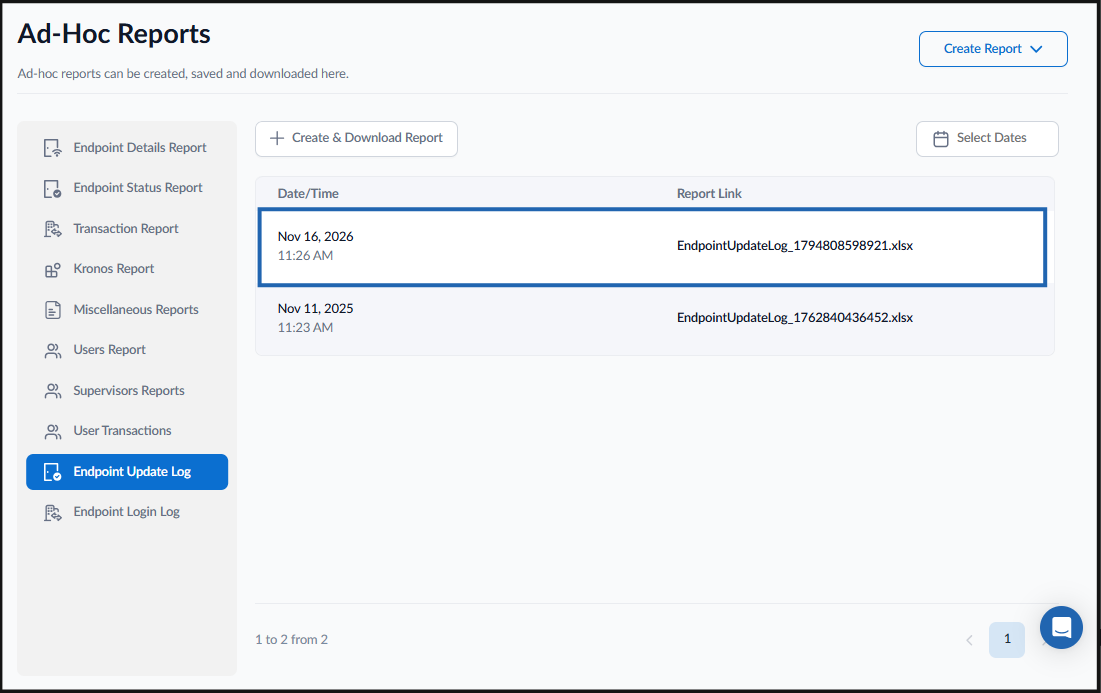 Ad-Hoc Reports
Create Report
Ad-hoc reports can be created, saved and downloaded here.
Endpoint Details Report
Endpoint Status Report
Transaction Report
Kronos Report
Miscellaneous Reports
Users Report
Supervisors Reports
User Transactions
Endpoint Update Log
Endpoint Login Log
Create & Download Report
Select Dates
Date/Time
Report Link
Nov 16, 2026
11:26 AM
EndpointUpdateLog_1794808598921.xlsx
Nov 11, 2025
11:23 AM
EndpointUpdateLog_1762840436452.xlsx
1 to 2 from 2
1